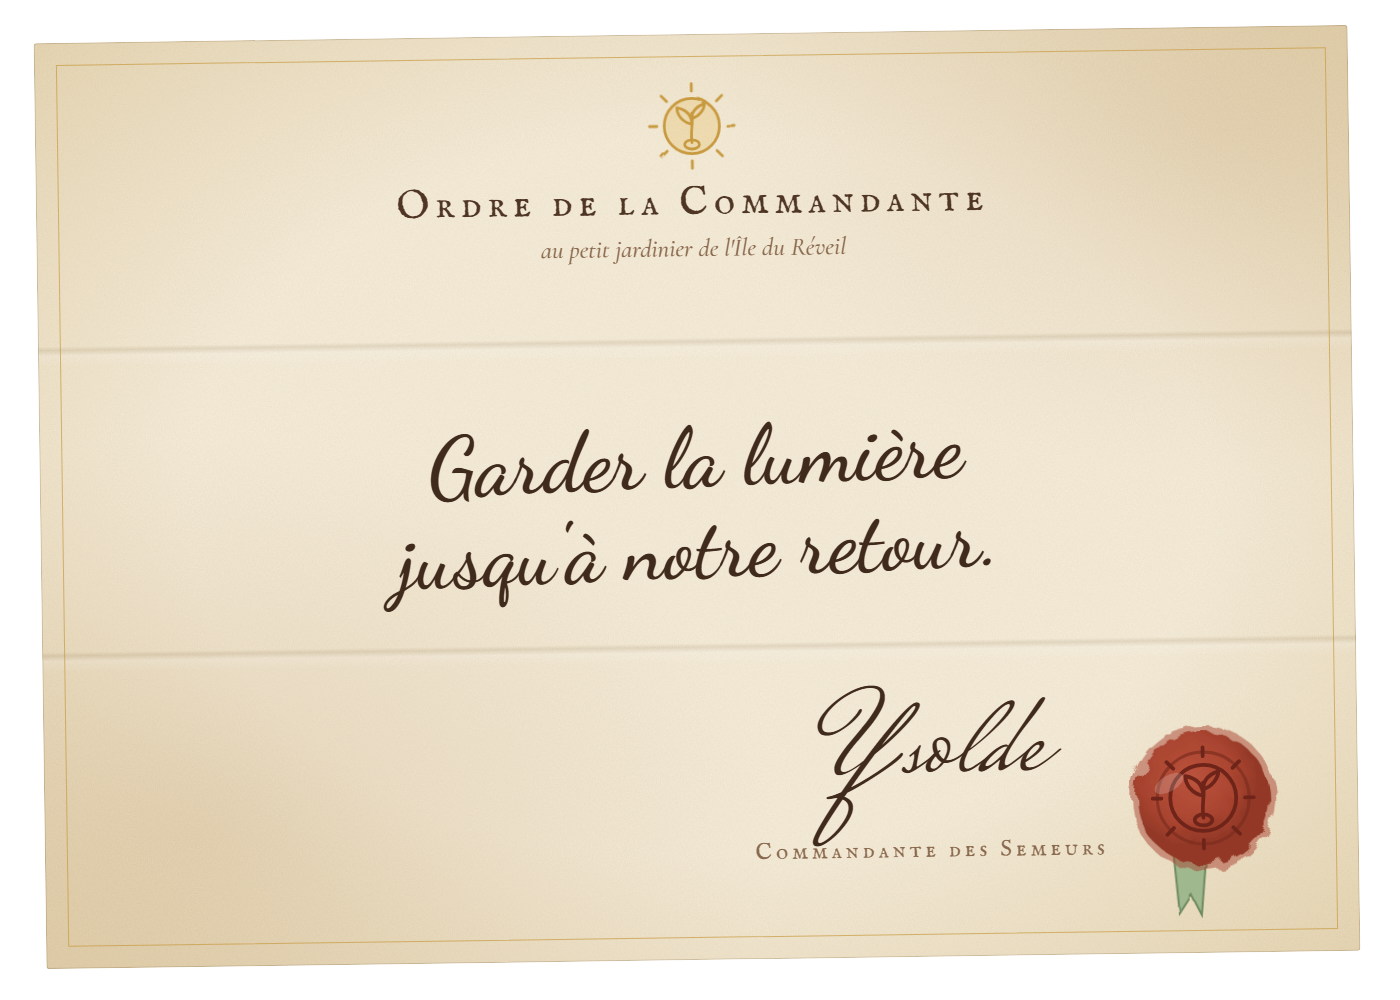 Ordre de la Commandante
au petit jardinier de l'Île du Réveil
Garder la lumière
jusqu'à notre retour.
Ysolde
Commandante des Semeurs